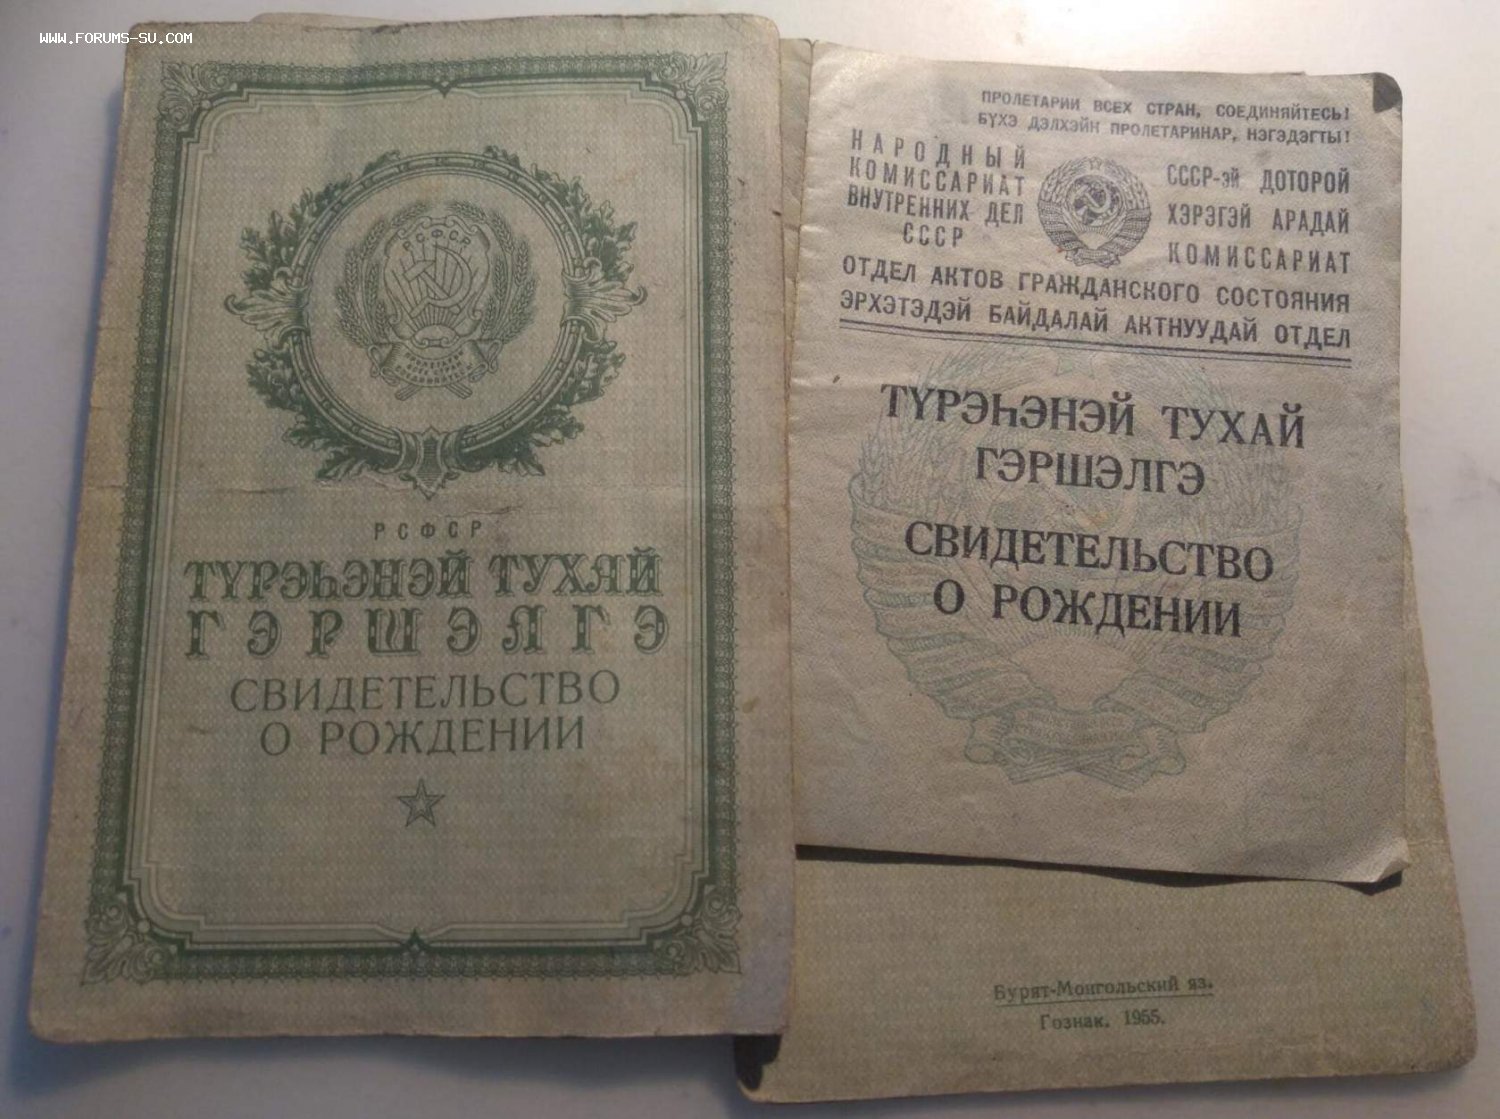 WWW.FORUMS-SU.COM
РСФСР
РСФСР
ТҮРЭҺЭНЭЙ ТУХАЙ
ГЭРШЭЛГЭ
СВИДЕТЕЛЬСТВО
О РОЖДЕНИИ
ПРОЛЕТАРИИ ВСЕХ СТРАН, СОЕДИНЯЙТЕСЬ!
БҮХЭ ДЭЛХЭЙН ПРОЛЕТАРИНАР, НЭГЭДЭГТЫ!
НАРОДНЫЙ
КОМИССАРИАТ
ВНУТРЕННИХ ДЕЛ
СССР
СССР-эй ДОТОРОЙ
ХЭРЭГЭЙ АРАДАЙ
КОМИССАРИАТ
ОТДЕЛ АКТОВ ГРАЖДАНСКОГО СОСТОЯНИЯ
ЭРХЭТЭДЭЙ БАЙДАЛАЙ АКТНУУДАЙ ОТДЕЛ
ТҮРЭҺЭНЭЙ ТУХАЙ
ГЭРШЭЛГЭ
СВИДЕТЕЛЬСТВО
О РОЖДЕНИИ
Бурят-Монгольский яз.
Гознак. 1955.